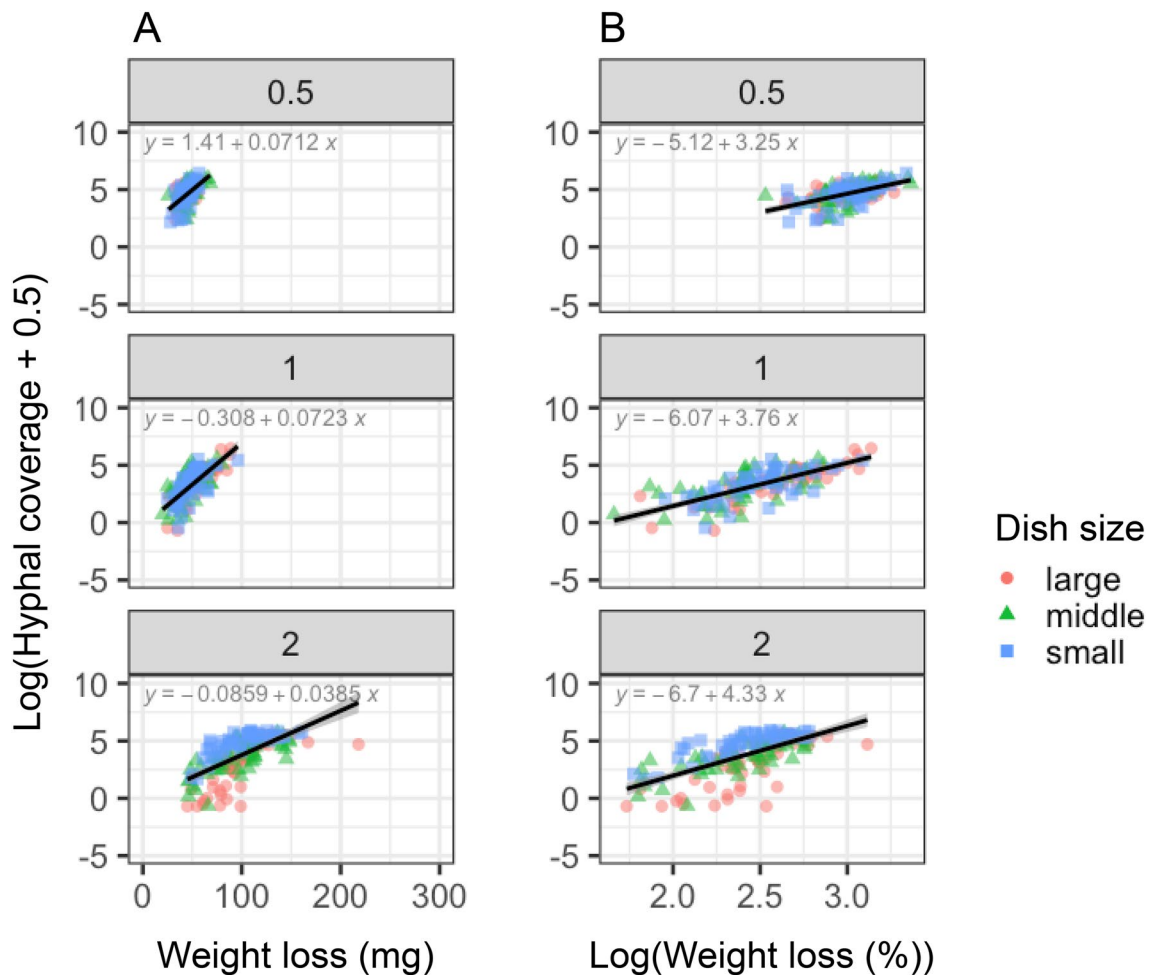 A
B
0.5
0.5
10
5
0
-5
y = 1.41 + 0.0712 x
10
5
0
-5
y = − 5.12 + 3.25 x
1
1
10
5
0
-5
y = − 0.308 + 0.0723 x
10
5
0
-5
y = − 6.07 + 3.76 x
2
2
10
5
0
-5
y = − 0.0859 + 0.0385 x
10
5
0
-5
y = − 6.7 + 4.33 x
0 100 200 300
2.0 2.5 3.0
Weight loss (mg)
Log(Weight loss (%))
Log(Hyphal coverage + 0.5)
Dish size
large
middle
small